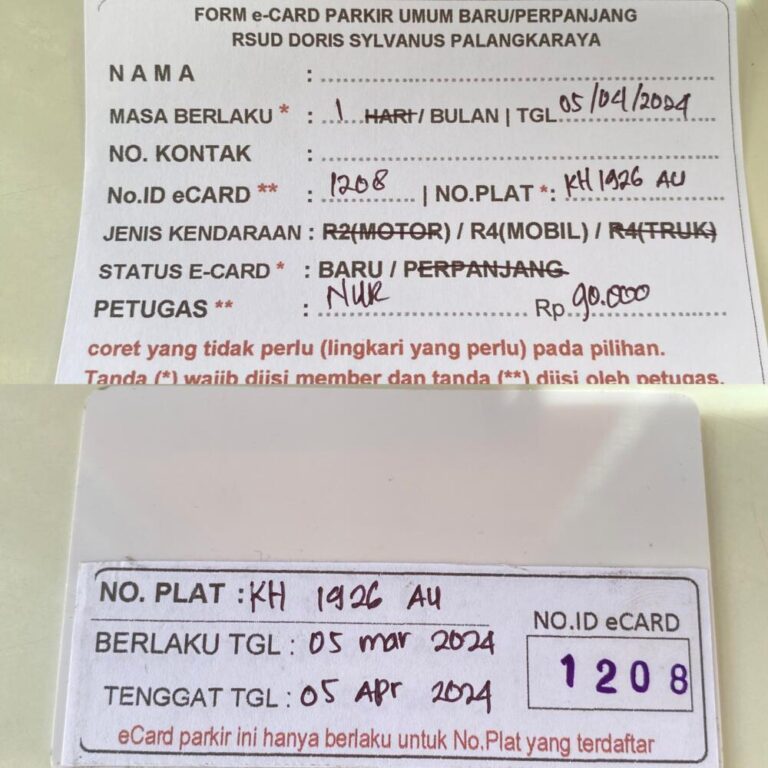 FORM e-CARD PARKIR UMUM BARU/PERPANJANG
RSUD DORIS SYLVANUS PALANGKARAYA
N A M A :
MASA BERLAKU * : 1 HARI / BULAN | TGL 05/04/2024
NO. KONTAK :
No.ID eCARD ** : 1208 | NO.PLAT *: KH 1926 AU
JENIS KENDARAAN : R2(MOTOR) / R4(MOBIL) / R4(TRUK)
STATUS E-CARD * : BARU / PERPANJANG
PETUGAS ** : NUR Rp 90.000
coret yang tidak perlu (lingkari yang perlu) pada pilihan.
Tanda (*) wajib diisi member dan tanda (**) diisi oleh petugas.
NO. PLAT : KH 1926 AU
BERLAKU TGL : 05 mar 2024
TENGGAT TGL : 05 Apr 2024
NO.ID eCARD
1208
eCard parkir ini hanya berlaku untuk No.Plat yang terdaftar